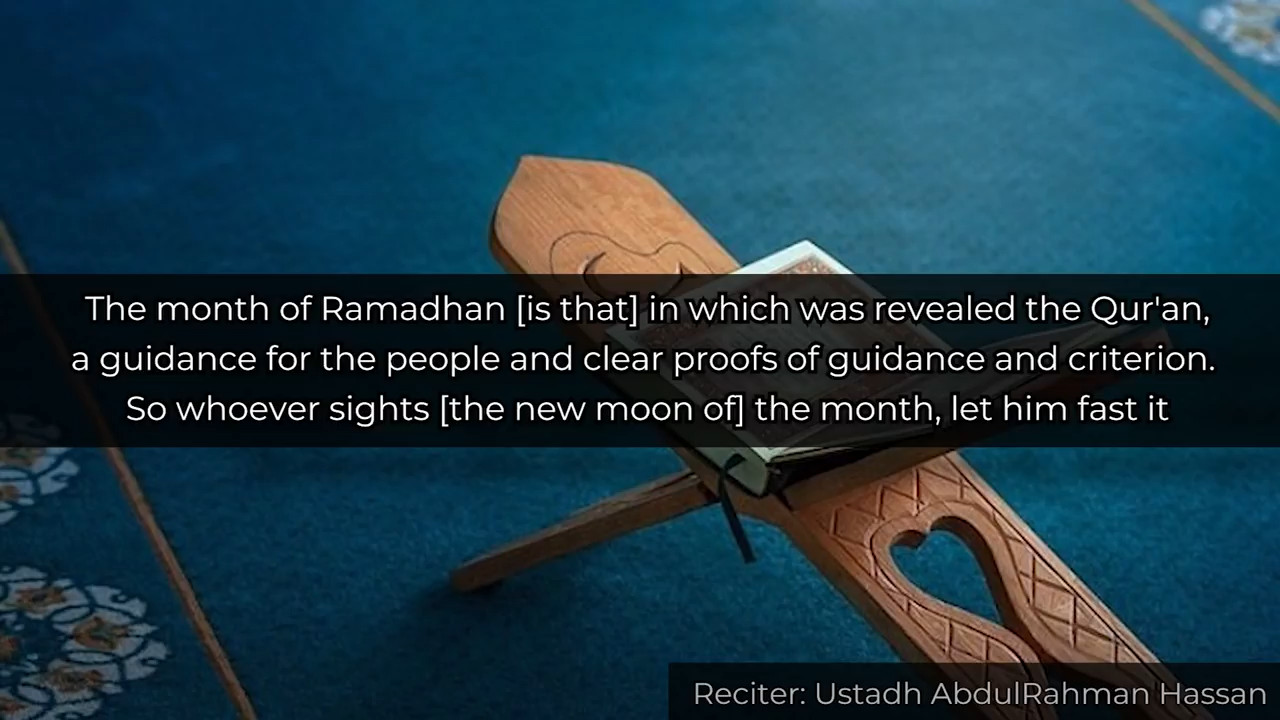 The month of Ramadhan [is that] in which was revealed the Qur'an,
a guidance for the people and clear proofs of guidance and criterion.
So whoever sights [the new moon of] the month, let him fast it
Reciter: Ustadh AbdulRahman Hassan